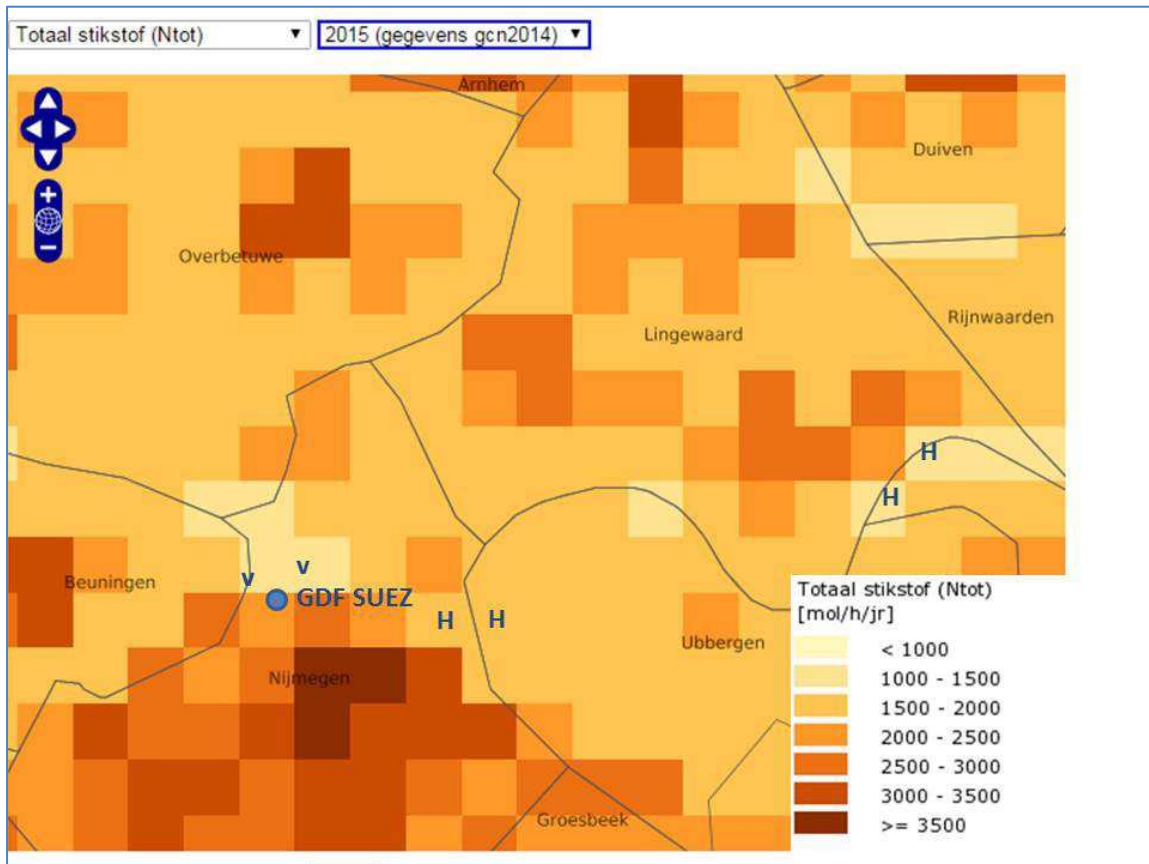 Totaal stikstof (Ntot) 2015 (gegevens gcn2014)
Arnhem
Duiven
Overbetuwe
Rijnwaarden
Lingewaard
H
H
v
v
Beuningen
GDF SUEZ
H H
Ubbergen
Nijmegen
Groesbeek
Totaal stikstof (Ntot)
[mol/h/jr]
< 1000
1000 - 1500
1500 - 2000
2000 - 2500
2500 - 3000
3000 - 3500
>= 3500